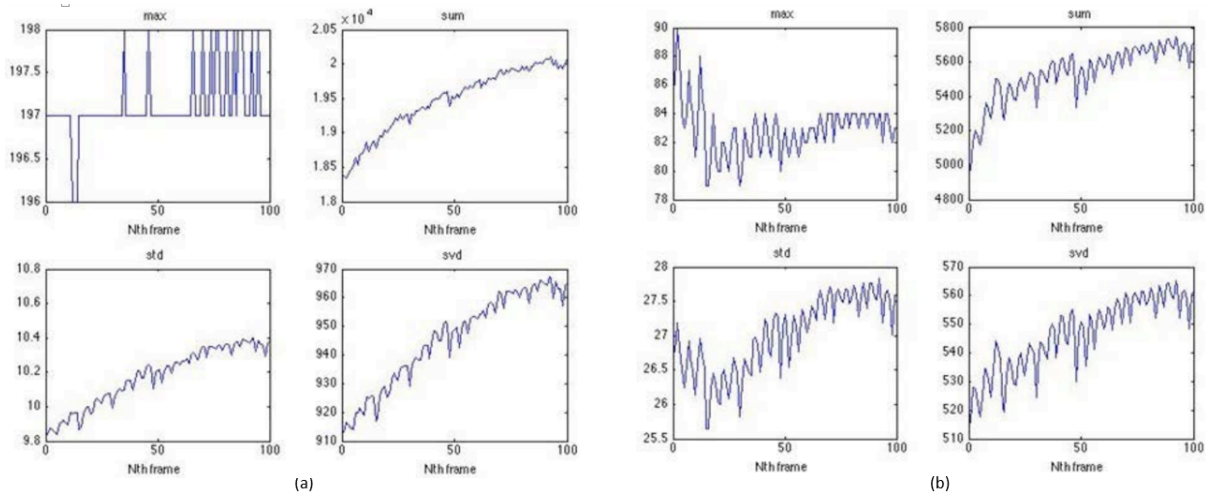 max
198
197.5
197
196.5
196
0 50 100
Nth frame
sum
2.05 × 10⁴
2
1.95
1.9
1.85
1.8
0 50 100
Nth frame
max
90
88
86
84
82
80
78
0 50 100
Nth frame
sum
5800
5600
5400
5200
5000
4800
0 50 100
Nth frame
std
10.8
10.6
10.4
10.2
10
9.8
0 50 100
Nth frame
svd
970
960
950
940
930
920
910
0 50 100
Nth frame
std
28
27.5
27
26.5
26
25.5
0 50 100
Nth frame
svd
570
560
550
540
530
520
510
0 50 100
Nth frame
(a)
(b)